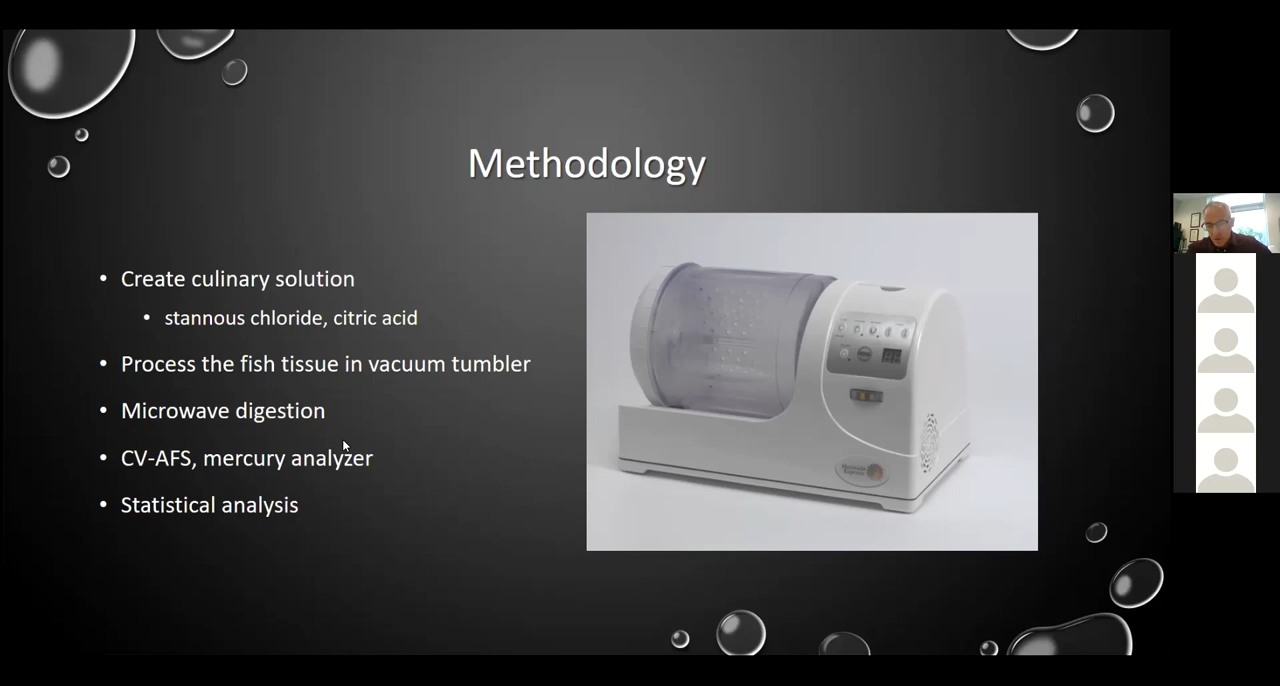 Methodology
• Create culinary solution
• stannous chloride, citric acid
• Process the fish tissue in vacuum tumbler
• Microwave digestion
• CV-AFS, mercury analyzer
• Statistical analysis